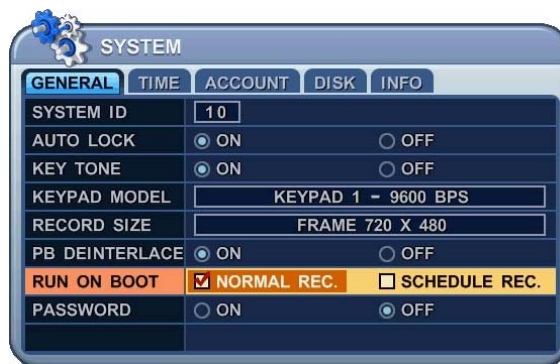 SYSTEM
GENERAL TIME ACCOUNT DISK INFO
SYSTEM ID 10
AUTO LOCK ON OFF
KEY TONE ON OFF
KEYPAD MODEL KEYPAD 1 - 9600 BPS
RECORD SIZE FRAME 720 X 480
PB DEINTERLACE ON OFF
RUN ON BOOT NORMAL REC. SCHEDULE REC.
PASSWORD ON OFF